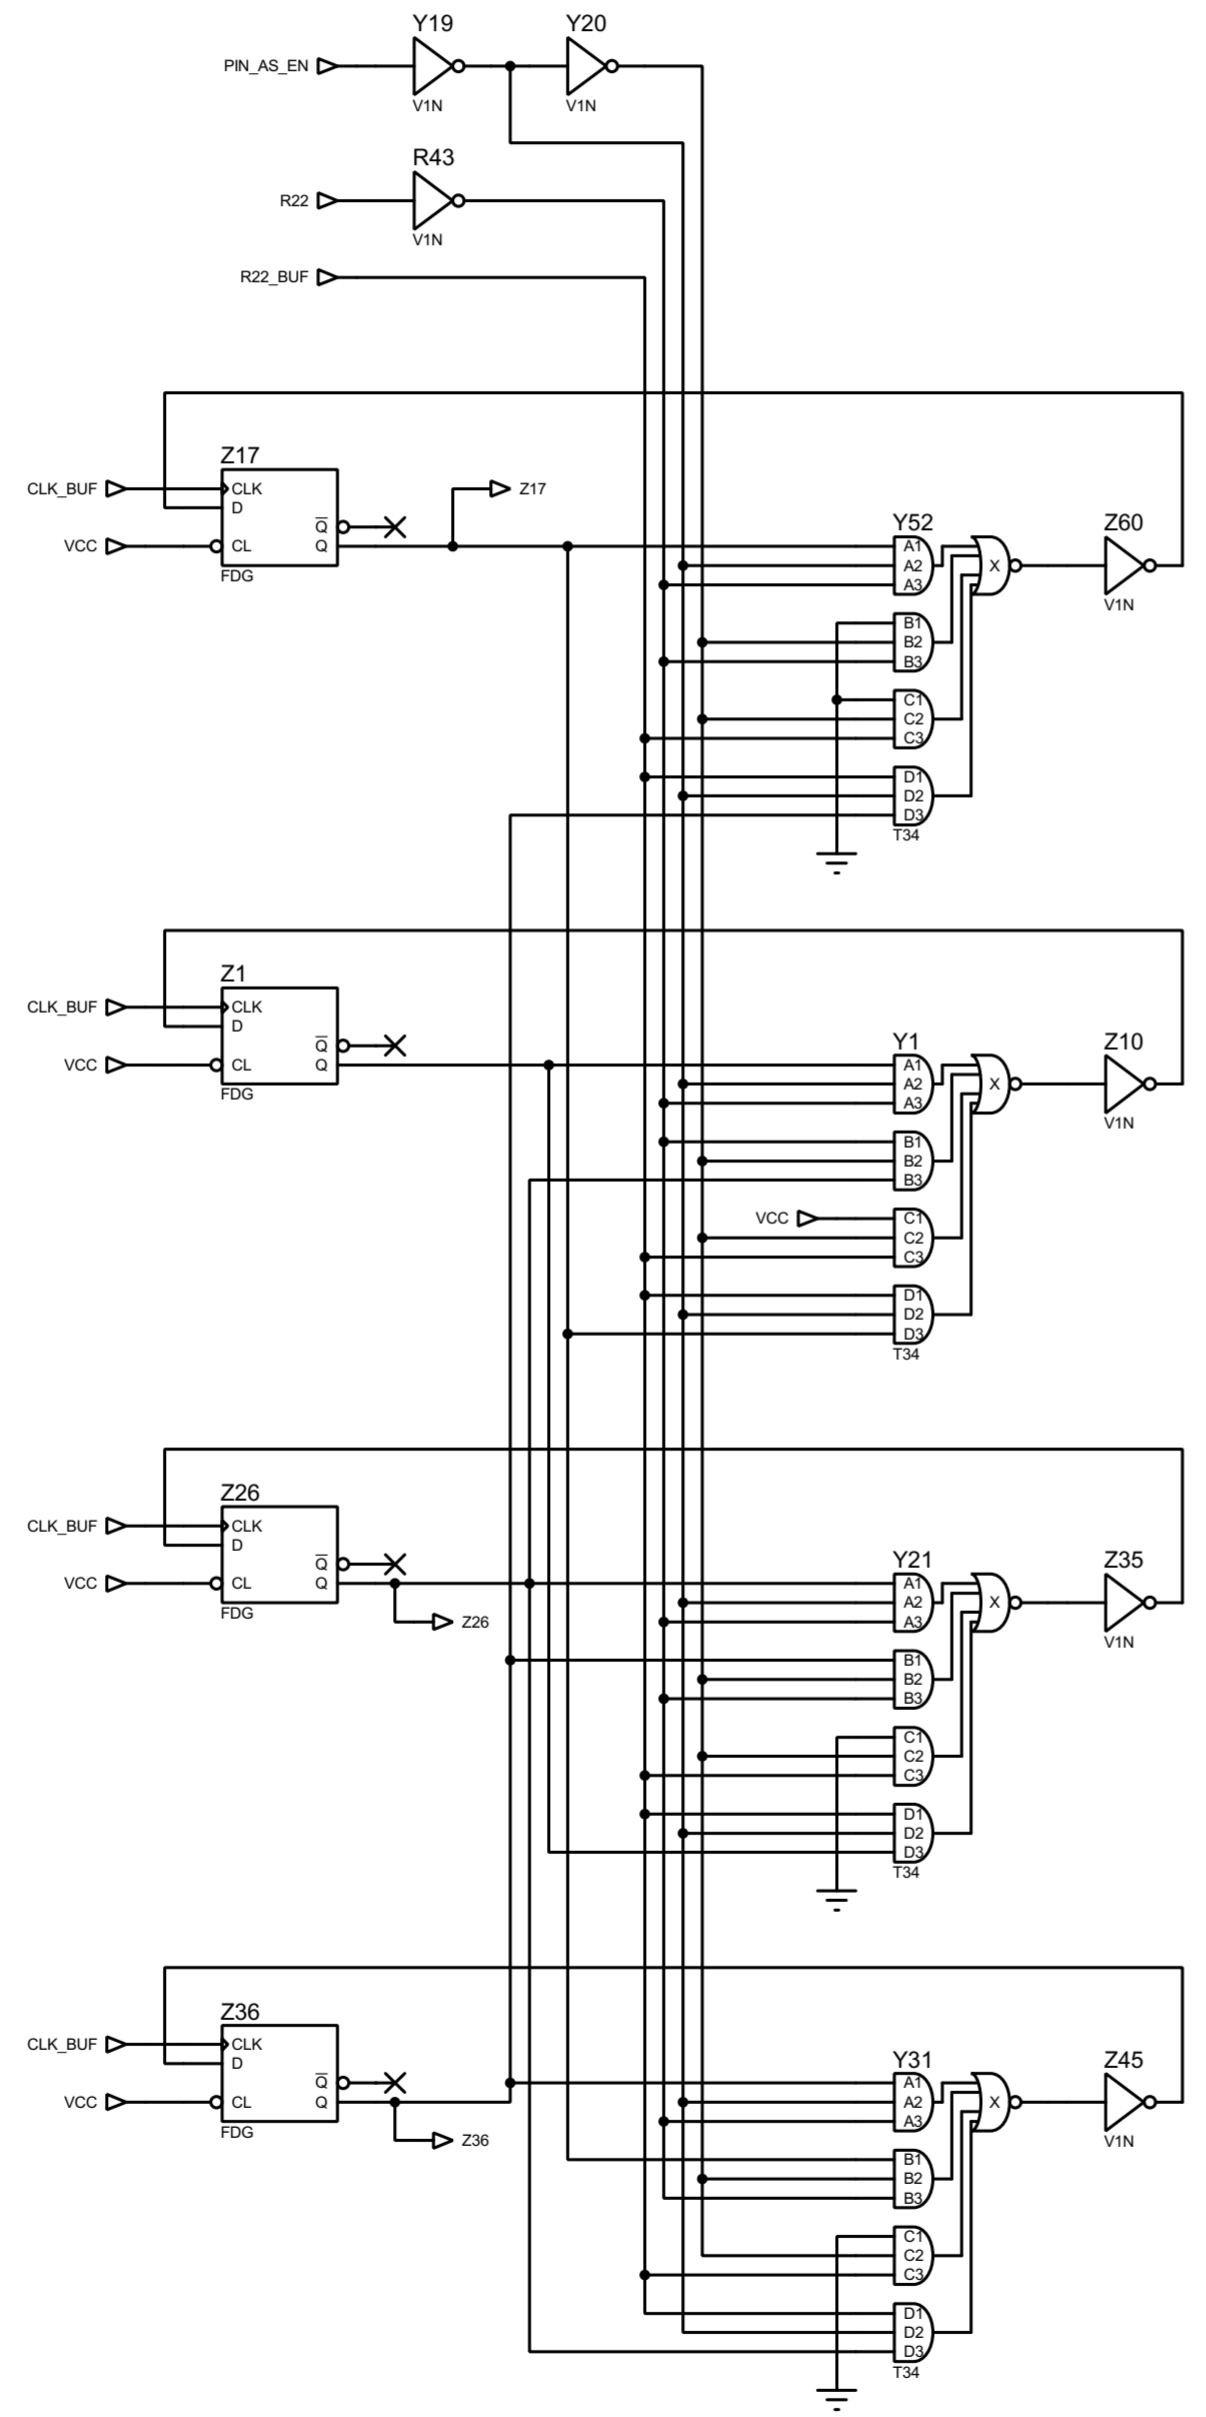 Y19
Y20
PIN_AS_EN
V1N
V1N
R43
R22
V1N
R22_BUF
Z17
CLK_BUF
CLK
D
Z17
Q
VCC
CL
Q
FDG
Y52
Z60
A1
A2
A3
X
V1N
B1
B2
B3
C1
C2
C3
D1
D2
D3
T34
Z1
CLK_BUF
CLK
D
Q
VCC
CL
Q
FDG
Y1
Z10
A1
A2
A3
X
V1N
B1
B2
B3
VCC
C1
C2
C3
D1
D2
D3
T34
Z26
CLK_BUF
CLK
D
Q
VCC
CL
Q
FDG
Z26
Y21
Z35
A1
A2
A3
X
V1N
B1
B2
B3
C1
C2
C3
D1
D2
D3
T34
Z36
CLK_BUF
CLK
D
Q
VCC
CL
Q
FDG
Z36
Y31
Z45
A1
A2
A3
X
V1N
B1
B2
B3
C1
C2
C3
D1
D2
D3
T34